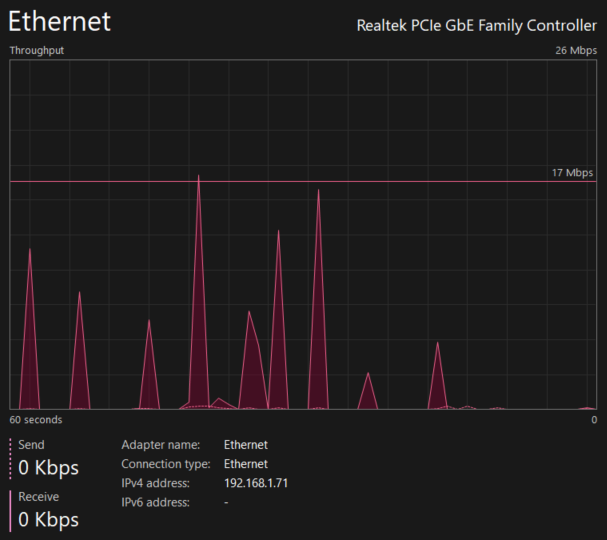 Ethernet
Realtek PCIe GbE Family Controller
Throughput
26 Mbps
17 Mbps
60 seconds
0
Send
0 Kbps
Receive
0 Kbps
Adapter name: Ethernet
Connection type: Ethernet
IPv4 address: 192.168.1.71
IPv6 address: -